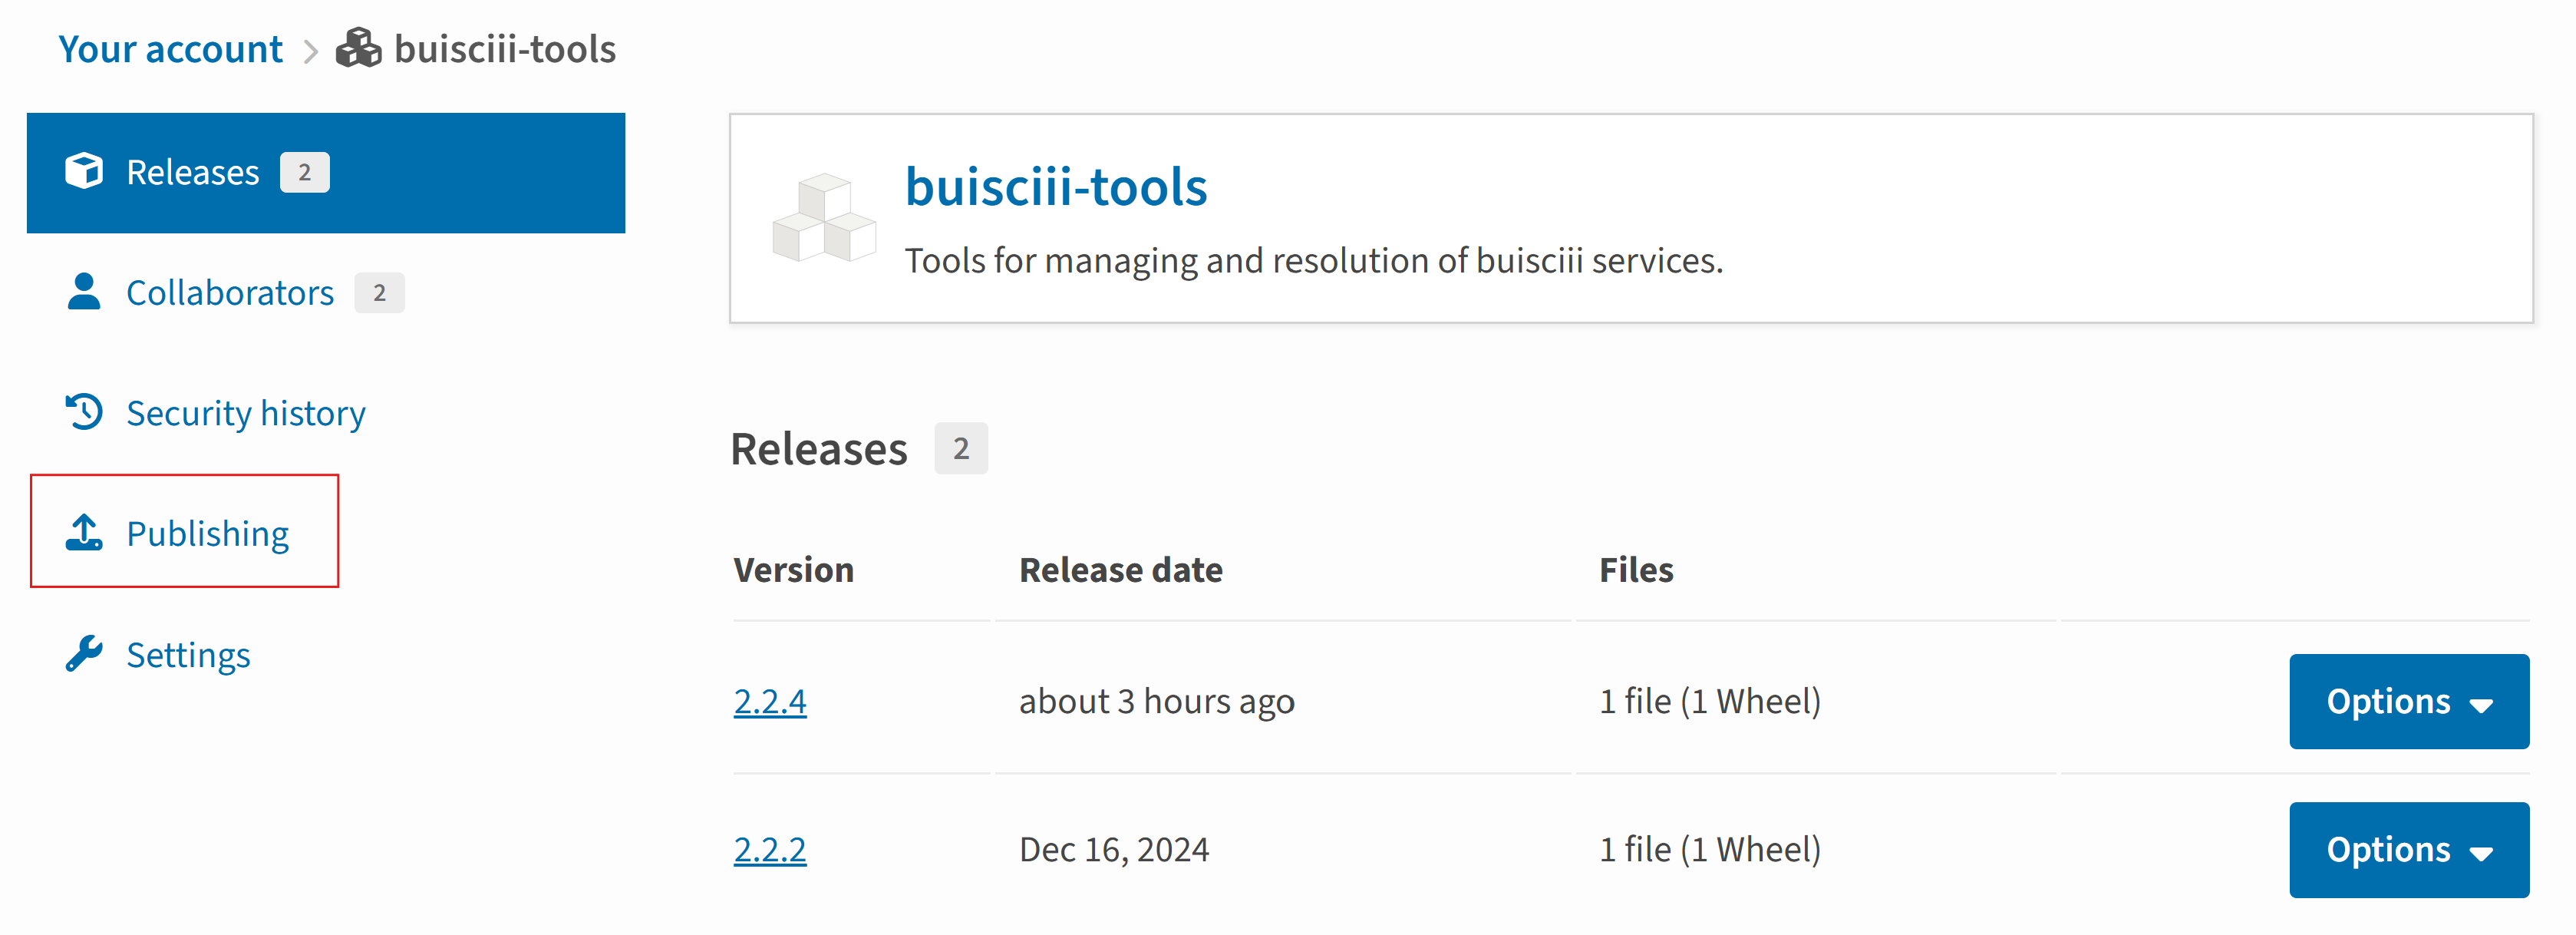 Your account > buisciii-tools
Releases 2
Collaborators 2
Security history
Publishing
Settings
buisciii-tools
Tools for managing and resolution of buisciii services.
Releases 2
Version Release date Files
2.2.4 about 3 hours ago 1 file (1 Wheel) Options
2.2.2 Dec 16, 2024 1 file (1 Wheel) Options